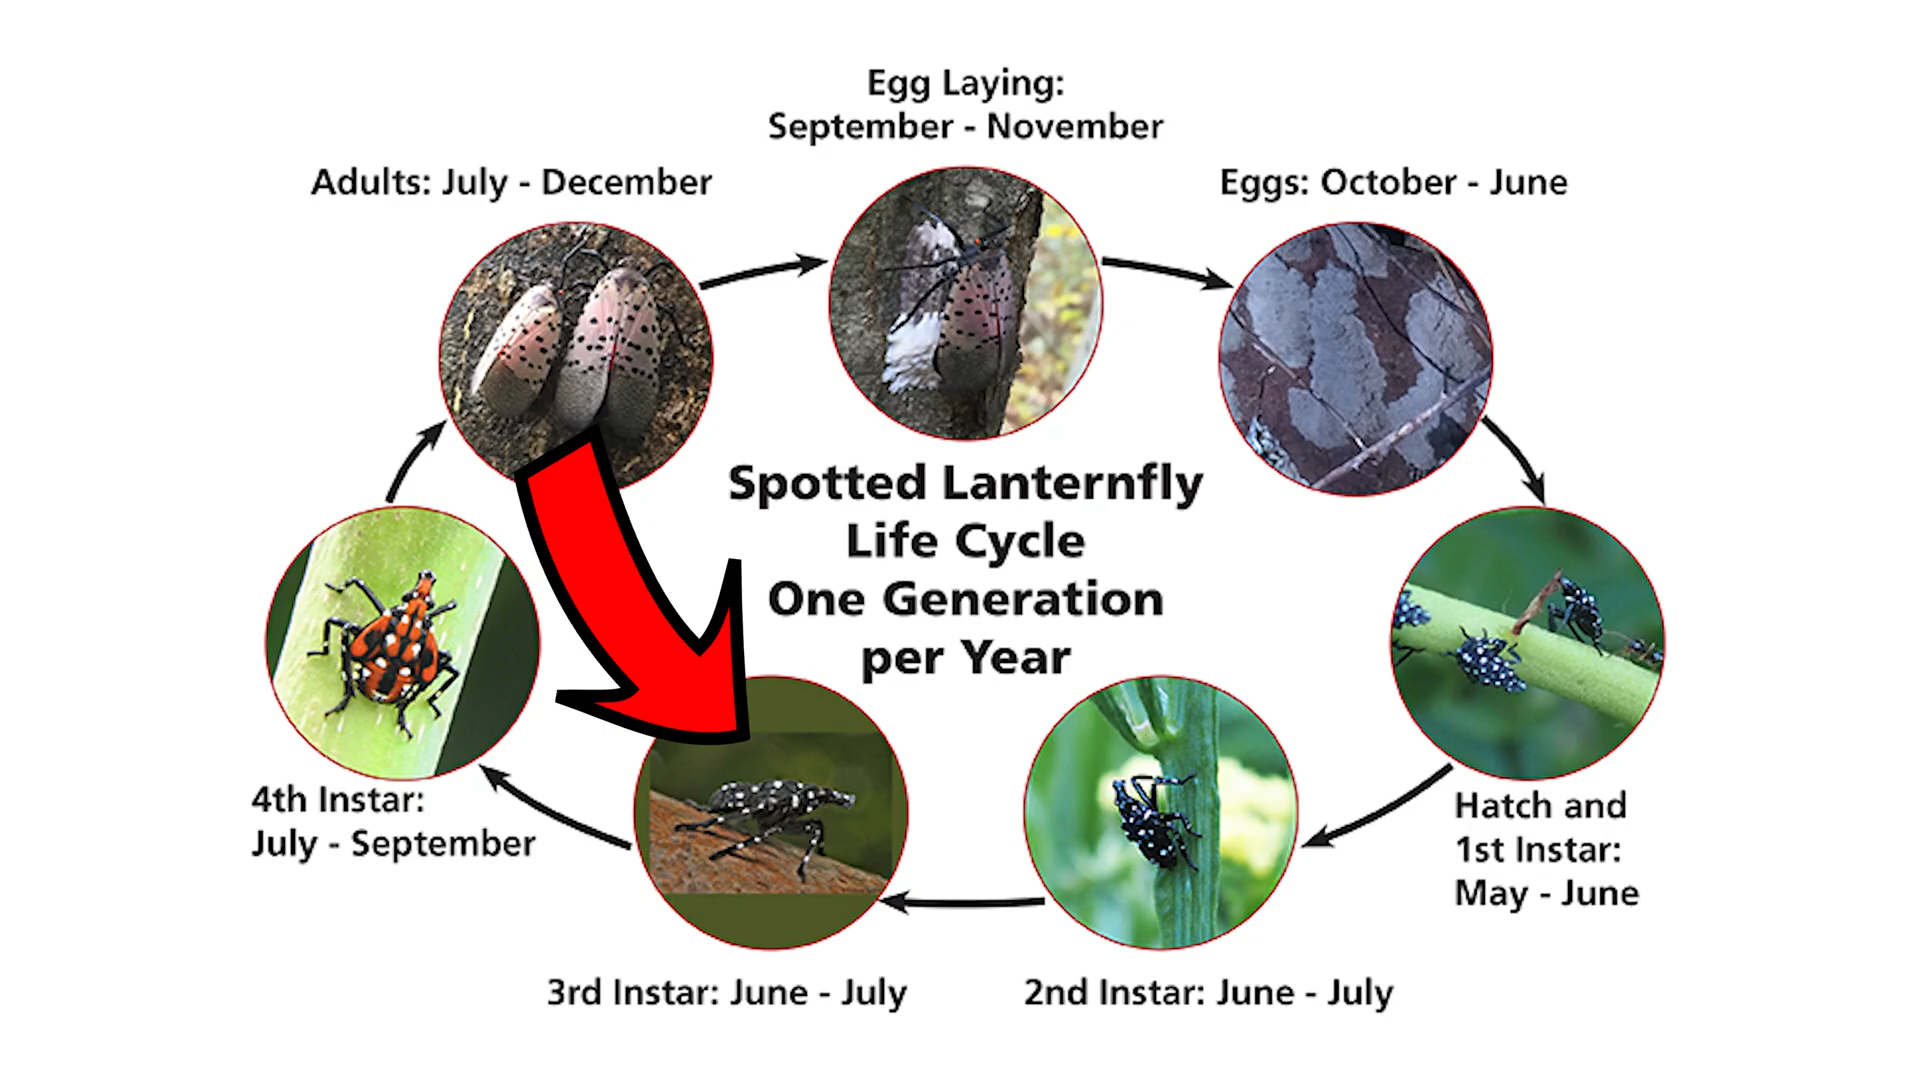 Egg Laying:
September - November
Adults: July - December
Eggs: October - June
Spotted Lanternfly
Life Cycle
One Generation
per Year
4th Instar:
July - September
Hatch and
1st Instar:
May - June
3rd Instar: June - July
2nd Instar: June - July